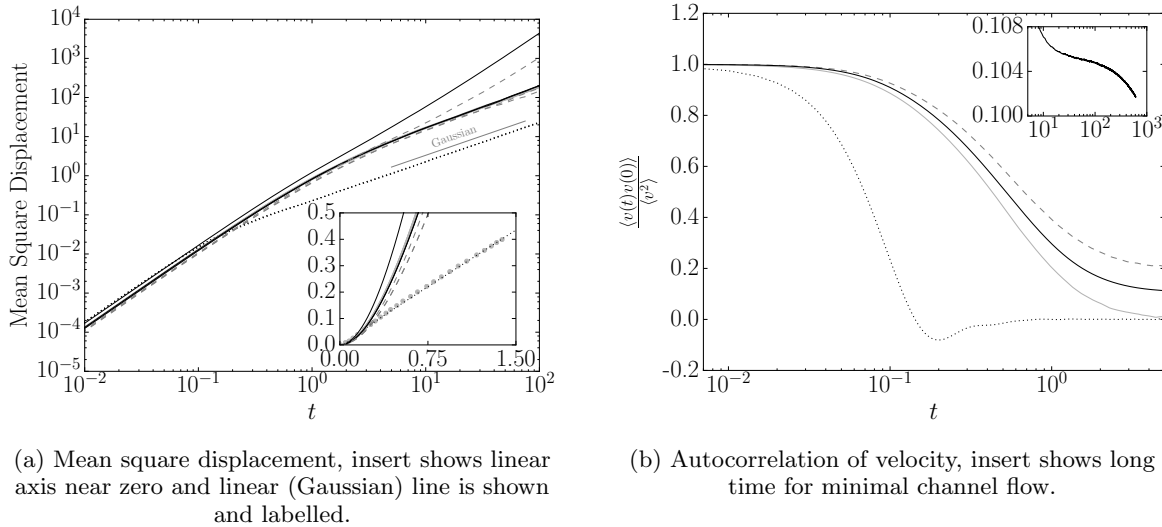 Mean Square Displacement
10^4
10^3
10^2
10^1
10^0
10^-1
10^-2
10^-3
10^-4
10^-5
10^-2 10^-1 10^0 10^1 10^2
t
Gaussian
0.5
0.4
0.3
0.2
0.1
0.0
0.00 0.75 1.50
(a) Mean square displacement, insert shows linear
axis near zero and linear (Gaussian) line is shown
and labelled.
⟨v(t)v(0)⟩
⟨v²⟩
1.2
1.0
0.8
0.6
0.4
0.2
0.0
-0.2
10^-2 10^-1 10^0
t
0.108
0.104
0.100
10^1 10^2 10^3
(b) Autocorrelation of velocity, insert shows long
time for minimal channel flow.